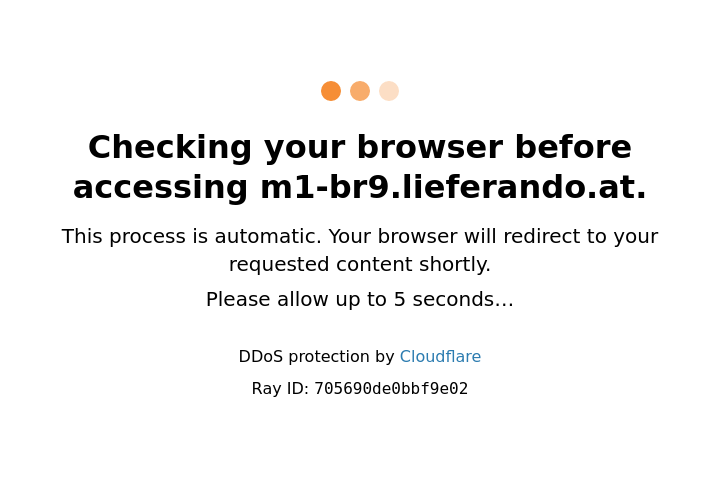 Checking your browser before
accessing m1-br9.lieferando.at.
This process is automatic. Your browser will redirect to your
requested content shortly.
Please allow up to 5 seconds…
DDoS protection by Cloudflare
Ray ID: 705690de0bbf9e02